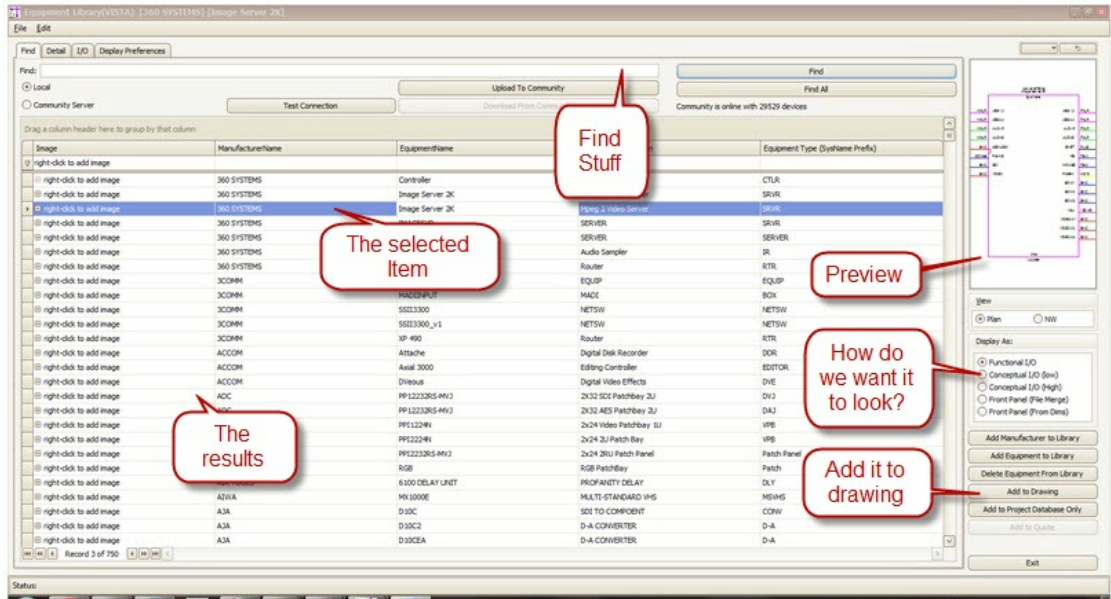 Equipment Library(VISTA): [360 SYSTEMS] [Image Server 2K]
File Edit
Find Detail I/O Display Preferences
Find: Find
Local Upload To Community Find All
Community Server Test Connection Download From Community is online with 29529 devices
Drag a column header here to group by that column
Image ManufacturerName EquipmentName Equipment Type (SysName Prefix)
right-click to add image
right-click to add image 360 SYSTEMS Controller CTLR
right-click to add image 360 SYSTEMS Image Server 2K SRVR
right-click to add image 360 SYSTEMS Image Server 2K Mpeg 2 Video Server SRVR
right-click to add image 360 SYSTEMS SERVER SRVR
right-click to add image 360 SYSTEMS SERVER SERVER
right-click to add image 360 SYSTEMS Audio Sampler IR
right-click to add image 360 SYSTEMS Router RTR
right-click to add image 3COMM EQUIP EQUIP
right-click to add image 3COMM MADIINPUT MADI BOX
right-click to add image 3COMM SSII3300 NETSW NETSW
right-click to add image 3COMM SSII3300_v1 NETSW NETSW
right-click to add image 3COMM XP 490 Router RTR
right-click to add image ACCOM Attache Digital Disk Recorder DDR
right-click to add image ACCOM Axial 3000 Editing Controller EDITOR
right-click to add image ACCOM DVeous Digital Video Effects DVE
right-click to add image ADC PP12232RS-MVJ 2X32 SDI Patchbay 2U DVJ
right-click to add image ADC PP12232RS-MVJ 2X32 AES Patchbay 2U DAJ
right-click to add image PPI1224N 2x24 Video Patchbay 1U VPB
right-click to add image PPI2224N 2x24 2U Patch Bay VPB
right-click to add image PPI2232RS-MVJ 2x24 2RU Patch Panel Patch Panel
right-click to add image RGB RGB PatchBay Patch
right-click to add image 6100 DELAY UNIT PROFANITY DELAY DLY
right-click to add image AIWA MX1000E MULTI-STANDARD VHS MSVHS
right-click to add image AJA D10C SDI TO COMPOENT CONV
right-click to add image AJA D10C2 D-A CONVERTER D-A
right-click to add image AJA D10CEA D-A CONVERTER D-A
Record 3 of 750
Status:
Find
Stuff
The selected
Item
The
results
Preview
How do
we want it
to look?
Add it to
drawing
View
Plan NW
Display As:
Functional I/O
Conceptual I/O (low)
Conceptual I/O (High)
Front Panel (File Merge)
Front Panel (From Dims)
Add Manufacturer to Library
Add Equipment to Library
Delete Equipment From Library
Add to Drawing
Add to Project Database Only
Add to Quote
Exit